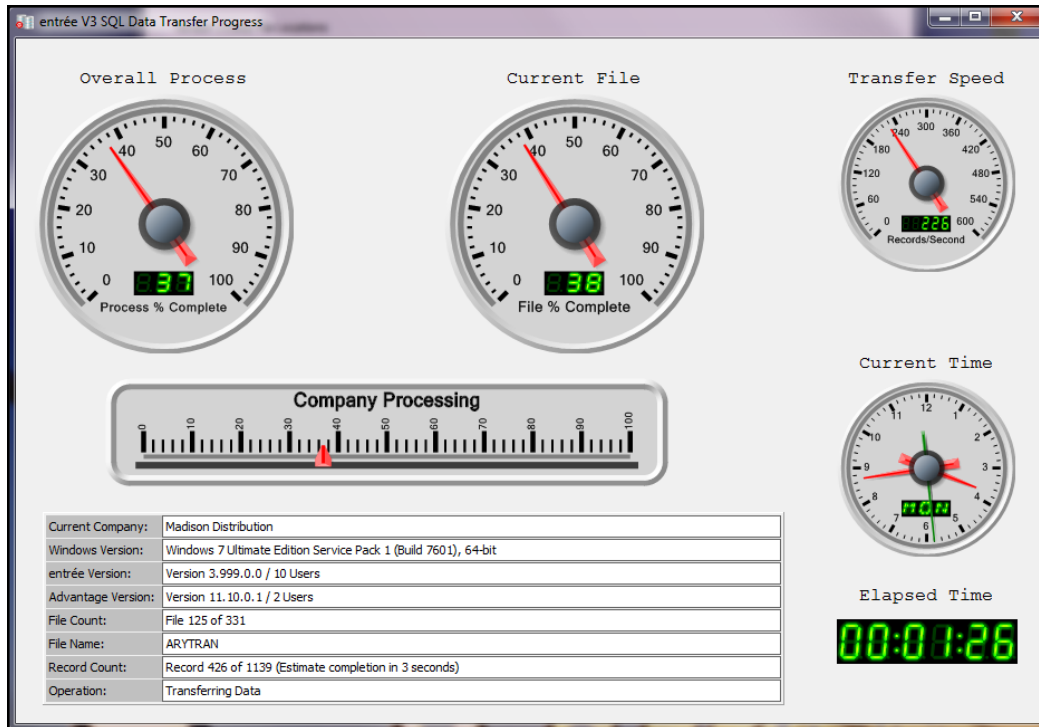 entrée V3 SQL Data Transfer Progress
Overall Process
0 10 20 30 40 50 60 70 80 90 100
37
Process % Complete
Current File
0 10 20 30 40 50 60 70 80 90 100
38
File % Complete
Transfer Speed
0 60 120 180 240 300 360 420 480 540 600
226
Records/Second
Company Processing
0 10 20 30 40 50 60 70 80 90 100
Current Time
12 1 2 3 4 5 6 7 8 9 10 11
MON
Elapsed Time
00:01:26
Current Company: Madison Distribution
Windows Version: Windows 7 Ultimate Edition Service Pack 1 (Build 7601), 64-bit
entrée Version: Version 3.999.0.0 / 10 Users
Advantage Version: Version 11.10.0.1 / 2 Users
File Count: File 125 of 331
File Name: ARYTRAN
Record Count: Record 426 of 1139 (Estimate completion in 3 seconds)
Operation: Transferring Data